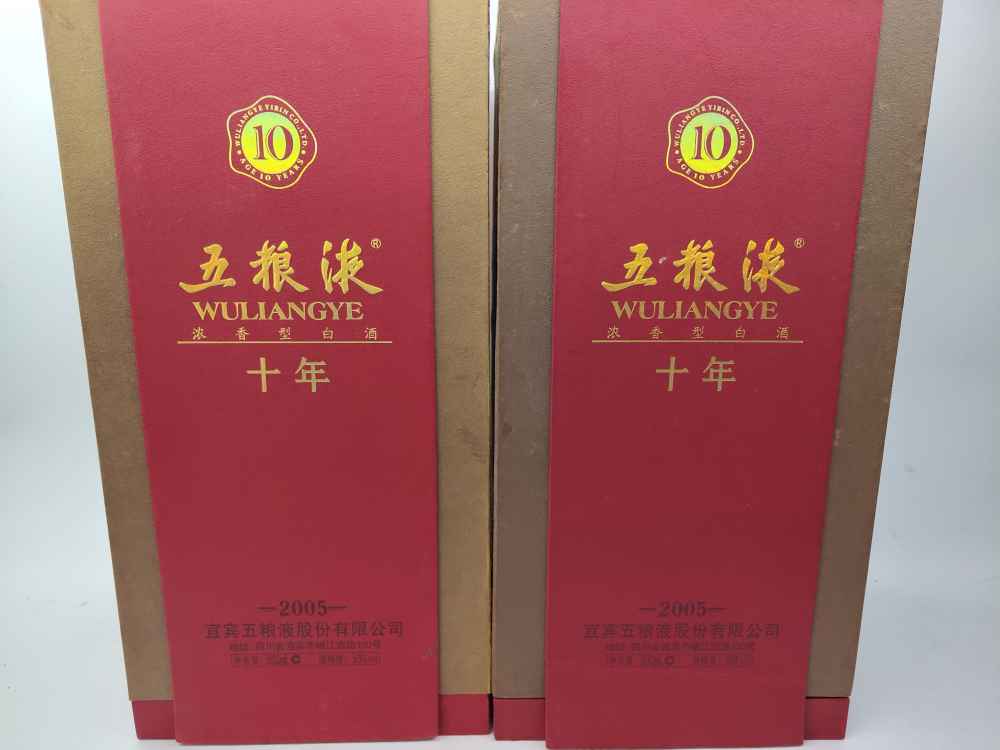 WULIANGYE YIBIN CO.,LTD.
10
AGE 10 YEARS
五粮液®
WULIANGYE
浓香型白酒
十年
—2005—
宜宾五粮液股份有限公司
WULIANGYE YIBIN CO.,LTD.
10
AGE 10 YEARS
五粮液®
WULIANGYE
浓香型白酒
十年
—2005—
宜宾五粮液股份有限公司